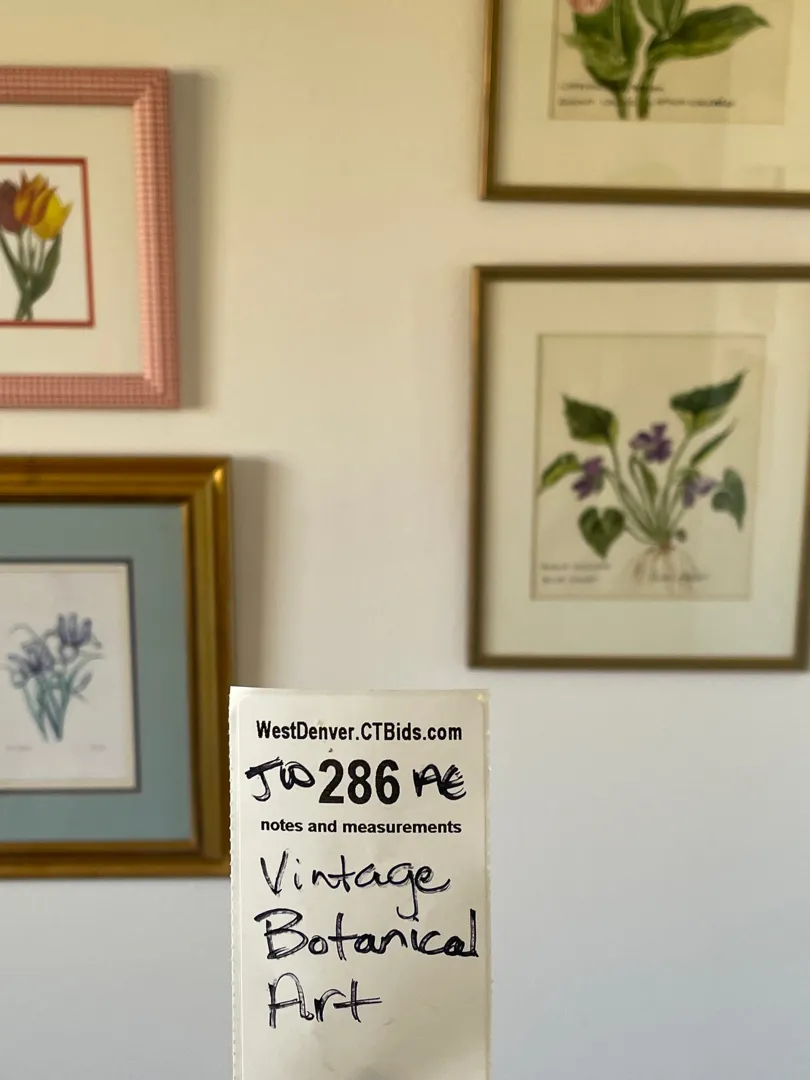 WestDenver.CTBids.com
JW 286 AE
notes and measurements
Vintage
Botanical
Art